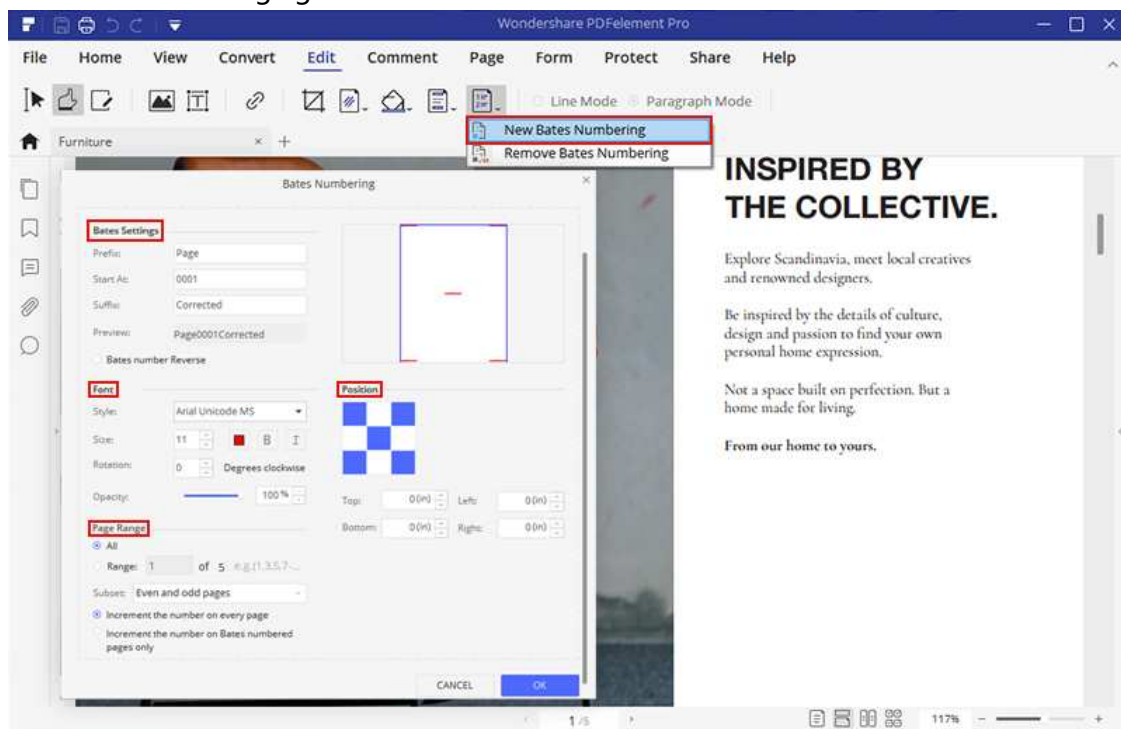 Wondershare PDFelement Pro
File Home View Convert Edit Comment Page Form Protect Share Help
Line Mode Paragraph Mode
Furniture × +
New Bates Numbering
Remove Bates Numbering
Bates Numbering
Bates Settings
Prefix: Page
Start At: 0001
Suffix: Corrected
Preview: Page0001Corrected
Bates number Reverse
Font
Style: Arial Unicode MS
Size: 11 B I
Rotation: 0 Degrees clockwise
Opacity: 100 %
Page Range
All
Range: 1 of 5 e.g.(1,3,5,7-...
Subset: Even and odd pages
Increment the number on every page
Increment the number on Bates numbered
pages only
Position
Top: 0 (in) Left: 0 (in)
Bottom: 0 (in) Right: 0 (in)
CANCEL OK
INSPIRED BY
THE COLLECTIVE.
Explore Scandinavia, meet local creatives
and renowned designers.
Be inspired by the details of culture,
design and passion to find your own
personal home expression.
Not a space built on perfection. But a
home made for living.
From our home to yours.
1 /5
117% - +